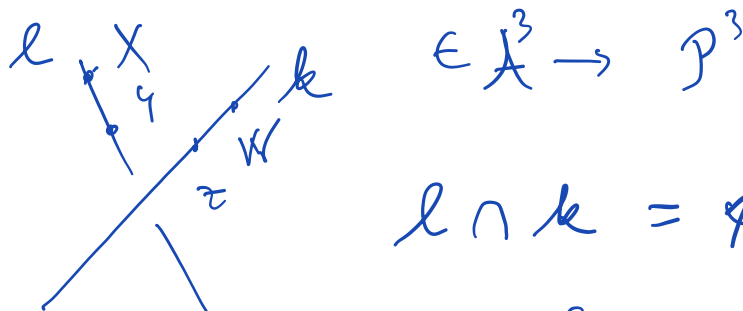 l X ∈ A³ → P³
y k
z W
l ∩ k =